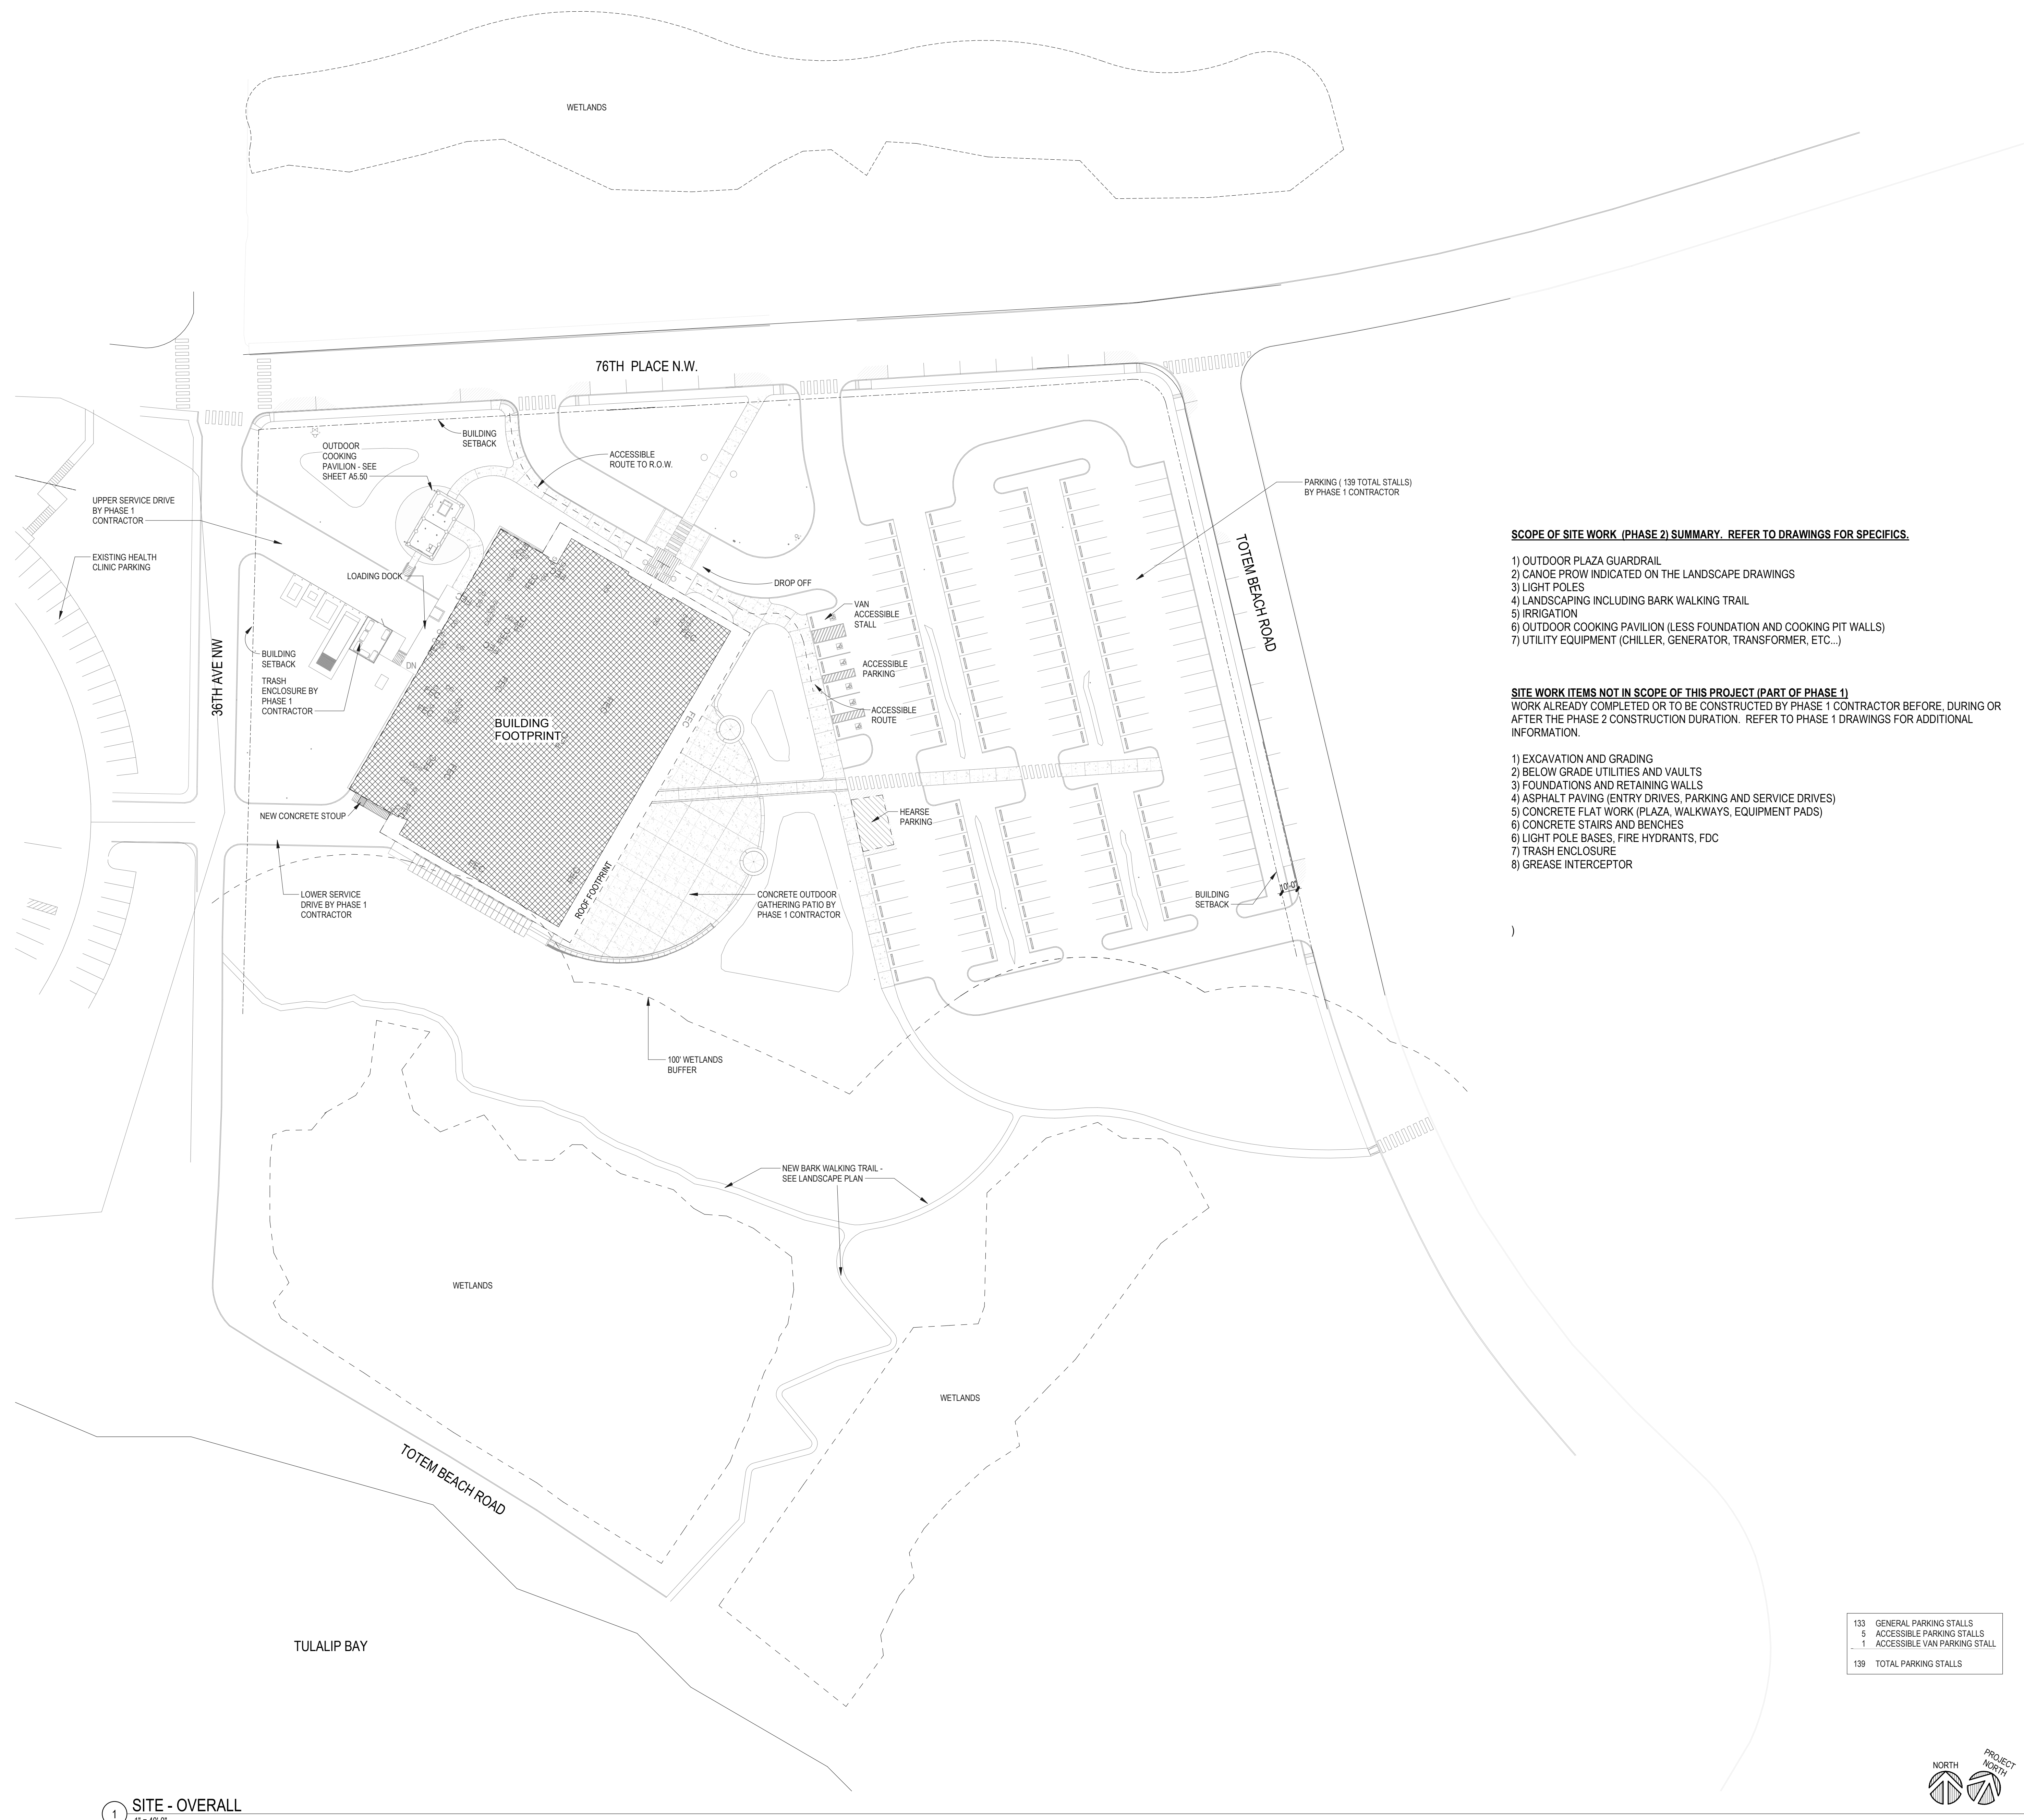 WETLANDS
76TH PLACE N.W.
BUILDING
SETBACK
OUTDOOR
COOKING
PAVILION - SEE
SHEET A5.50
ACCESSIBLE
ROUTE TO R.O.W.
UPPER SERVICE DRIVE
BY PHASE 1
CONTRACTOR
EXISTING HEALTH
CLINIC PARKING
LOADING DOCK
DROP OFF
VAN
ACCESSIBLE
STALL
ACCESSIBLE
PARKING
ACCESSIBLE
ROUTE
PARKING ( 139 TOTAL STALLS)
BY PHASE 1 CONTRACTOR
TOTEM BEACH ROAD
36TH AVE NW
BUILDING
SETBACK
TRASH
ENCLOSURE BY
PHASE 1
CONTRACTOR
DN
FEC
FEC
FEC
FEC
FEC
FEC
FEC
FEC
FEC
FEC
FEC
FEC
BUILDING
FOOTPRINT
NEW CONCRETE STOUP
HEARSE
PARKING
ROOF FOOTPRINT
LOWER SERVICE
DRIVE BY PHASE 1
CONTRACTOR
CONCRETE OUTDOOR
GATHERING PATIO BY
PHASE 1 CONTRACTOR
BUILDING
SETBACK
10'-0"
100' WETLANDS
BUFFER
NEW BARK WALKING TRAIL -
SEE LANDSCAPE PLAN
WETLANDS
WETLANDS
TOTEM BEACH ROAD
TULALIP BAY
SCOPE OF SITE WORK (PHASE 2) SUMMARY. REFER TO DRAWINGS FOR SPECIFICS.
1) OUTDOOR PLAZA GUARDRAIL
2) CANOE PROW INDICATED ON THE LANDSCAPE DRAWINGS
3) LIGHT POLES
4) LANDSCAPING INCLUDING BARK WALKING TRAIL
5) IRRIGATION
6) OUTDOOR COOKING PAVILION (LESS FOUNDATION AND COOKING PIT WALLS)
7) UTILITY EQUIPMENT (CHILLER, GENERATOR, TRANSFORMER, ETC...)
SITE WORK ITEMS NOT IN SCOPE OF THIS PROJECT (PART OF PHASE 1)
WORK ALREADY COMPLETED OR TO BE CONSTRUCTED BY PHASE 1 CONTRACTOR BEFORE, DURING OR
AFTER THE PHASE 2 CONSTRUCTION DURATION. REFER TO PHASE 1 DRAWINGS FOR ADDITIONAL
INFORMATION.
1) EXCAVATION AND GRADING
2) BELOW GRADE UTILITIES AND VAULTS
3) FOUNDATIONS AND RETAINING WALLS
4) ASPHALT PAVING (ENTRY DRIVES, PARKING AND SERVICE DRIVES)
5) CONCRETE FLAT WORK (PLAZA, WALKWAYS, EQUIPMENT PADS)
6) CONCRETE STAIRS AND BENCHES
6) LIGHT POLE BASES, FIRE HYDRANTS, FDC
7) TRASH ENCLOSURE
8) GREASE INTERCEPTOR
)
133 GENERAL PARKING STALLS
5 ACCESSIBLE PARKING STALLS
1 ACCESSIBLE VAN PARKING STALL
139 TOTAL PARKING STALLS
NORTH
PROJECT
NORTH
1 SITE - OVERALL